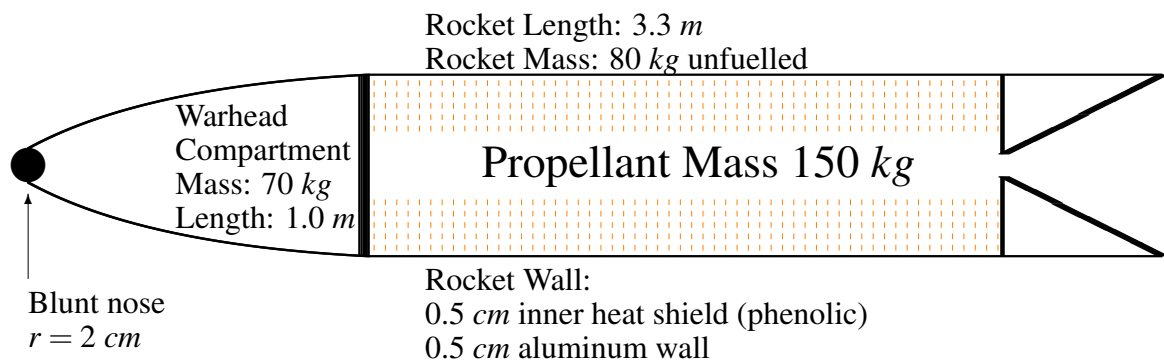 Rocket Length: 3.3 m
Rocket Mass: 80 kg unfuelled
Warhead
Compartment
Mass: 70 kg
Length: 1.0 m
Propellant Mass 150 kg
Blunt nose
r = 2 cm
Rocket Wall:
0.5 cm inner heat shield (phenolic)
0.5 cm aluminum wall